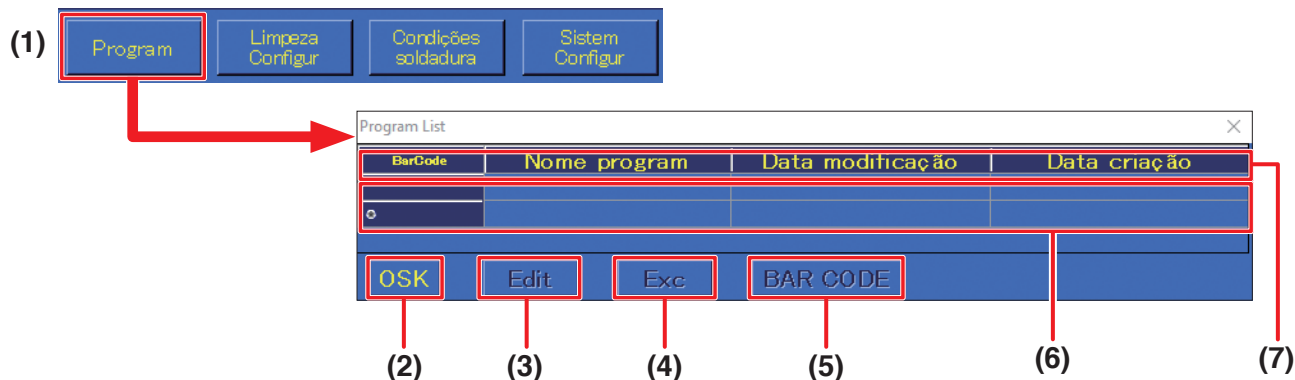 (1)
Program
Limpeza
Configur
Condições
soldadura
Sistem
Configur
Program List
BarCode
Nome program
Data modificação
Data criação
OSK
Edit
Exc
BAR CODE
(2)
(3)
(4)
(5)
(6)
(7)